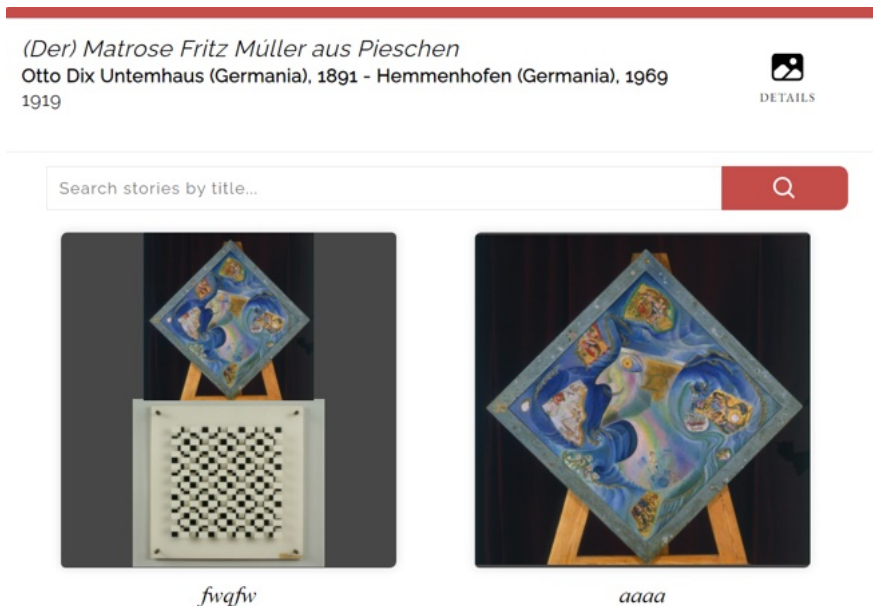 (Der) Matrose Fritz Múller aus Pieschen
Otto Dix Untemhaus (Germania), 1891 - Hemmenhofen (Germania), 1969
1919
DETAILS
Search stories by title...
fwqfw
aaaa